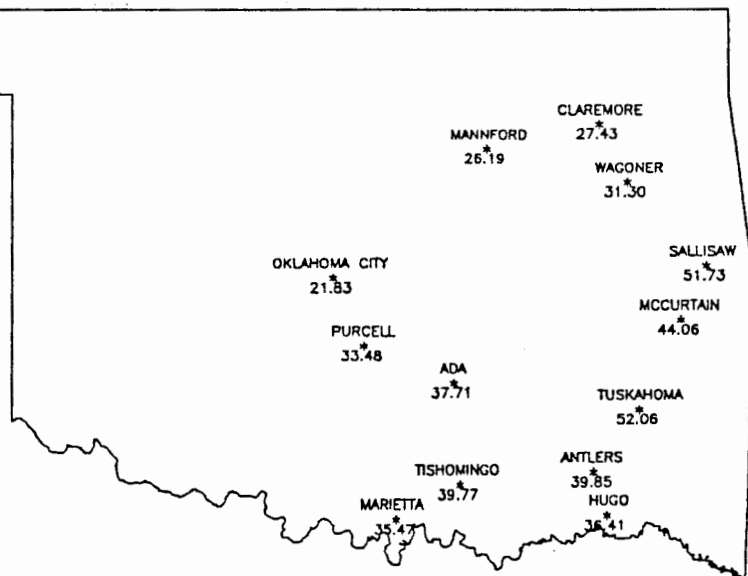 CLAREMORE
27.43
MANNFORD
26.19
WAGONER
31.30
OKLAHOMA CITY
21.83
SALLISAW
51.73
MCCURTAIN
44.06
PURCELL
33.48
ADA
37.71
TUSKAHOMA
52.06
ANTLERS
39.85
TISHOMINGO
39.77
HUGO
36.41
MARIETTA
35.47